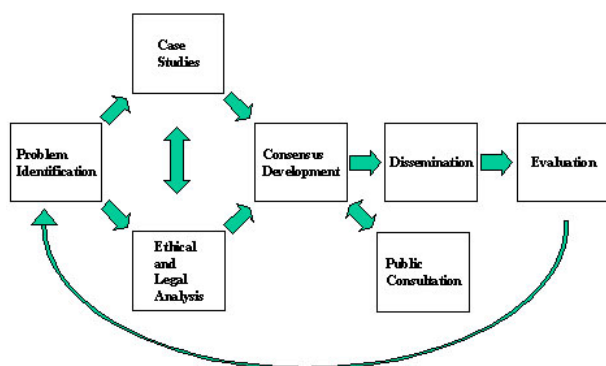 Case
Studies
Problem
Identification
Consensus
Development
Dissemination
Evaluation
Ethical
and
Legal
Analysis
Public
Consultation